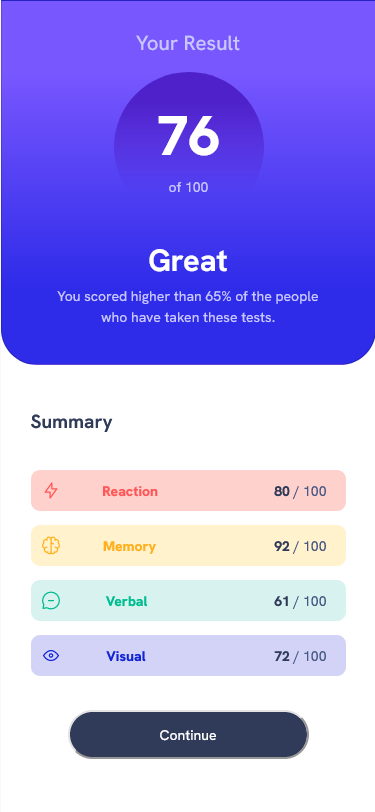 Your Result
76
of 100
Great
You scored higher than 65% of the people
who have taken these tests.
Summary
Reaction 80 / 100
Memory 92 / 100
Verbal 61 / 100
Visual 72 / 100
Continue